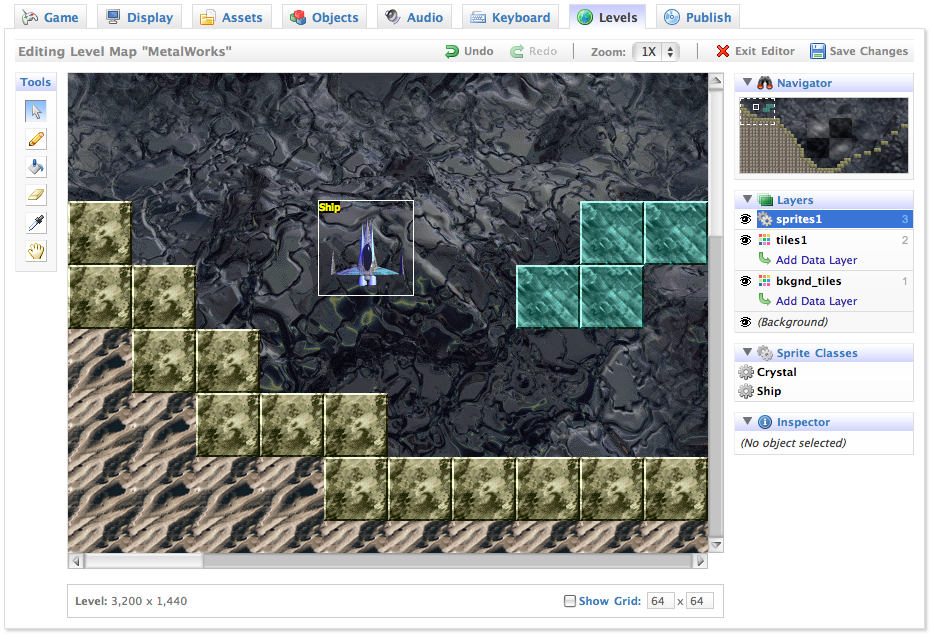 Game Display Assets Objects Audio Keyboard Levels Publish
Editing Level Map "MetalWorks" Undo Redo Zoom: 1X Exit Editor Save Changes
Tools
Ship
Navigator
Layers
sprites1 3
tiles1 2
Add Data Layer
bkgnd_tiles 1
Add Data Layer
(Background)
Sprite Classes
Crystal
Ship
Inspector
(No object selected)
Level: 3,200 x 1,440 Show Grid: 64 x 64